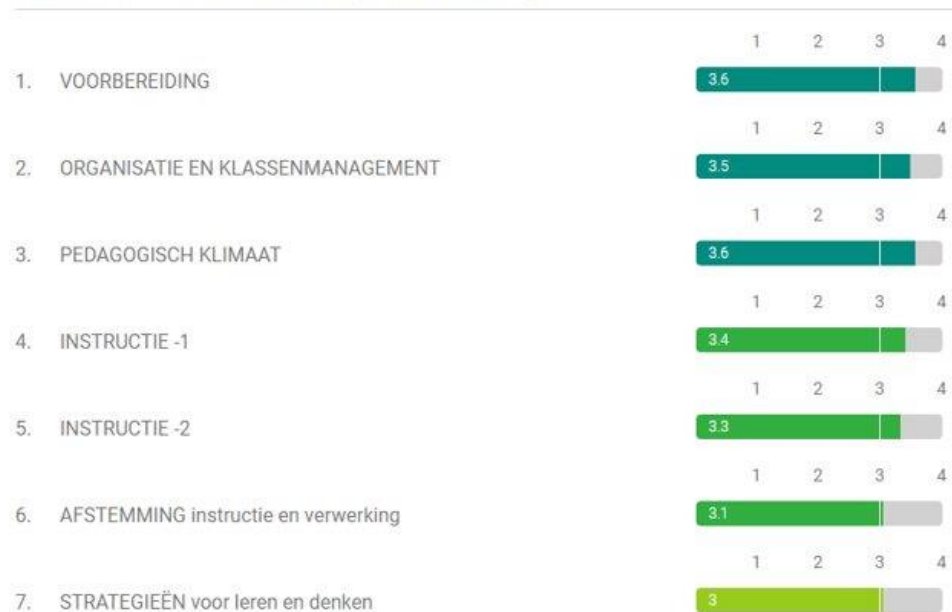 1 2 3 4
1. VOORBEREIDING 3.6
1 2 3 4
2. ORGANISATIE EN KLASSENMANAGEMENT 3.5
1 2 3 4
3. PEDAGOGISCH KLIMAAT 3.6
1 2 3 4
4. INSTRUCTIE -1 3.4
1 2 3 4
5. INSTRUCTIE -2 3.3
1 2 3 4
6. AFSTEMMING instructie en verwerking 3.1
1 2 3 4
7. STRATEGIEËN voor leren en denken 3